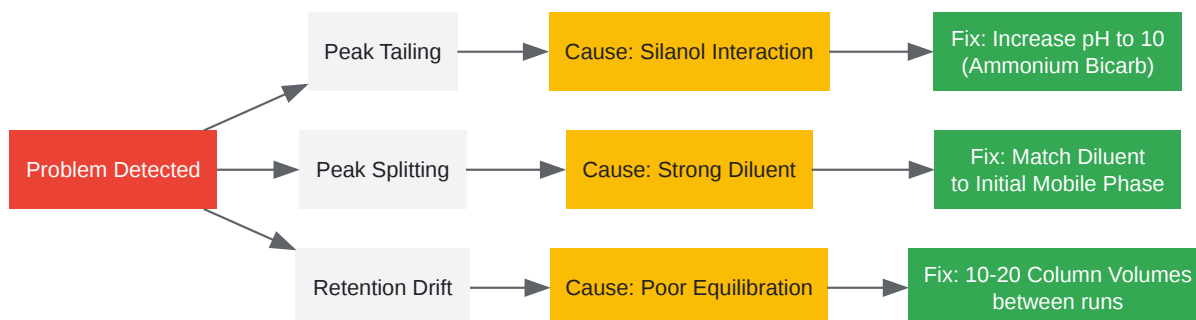 Problem Detected
Peak Tailing
Cause: Silanol Interaction
Fix: Increase pH to 10
(Ammonium Bicarb)
Peak Splitting
Cause: Strong Diluent
Fix: Match Diluent
to Initial Mobile Phase
Retention Drift
Cause: Poor Equilibration
Fix: 10-20 Column Volumes
between runs